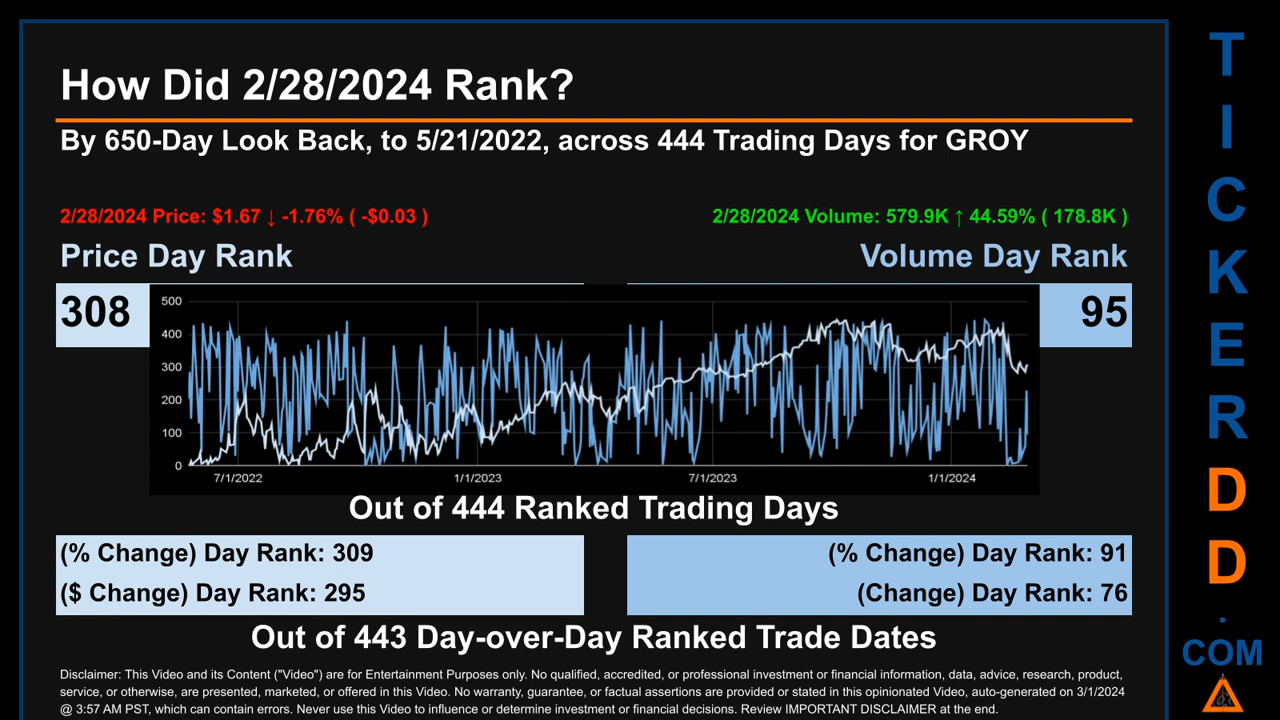 How Did 2/28/2024 Rank?
By 650-Day Look Back, to 5/21/2022, across 444 Trading Days for GROY
2/28/2024 Price: $1.67 ↓ -1.76% ( -$0.03 )
2/28/2024 Volume: 579.9K ↑ 44.59% ( 178.8K )
Price Day Rank
Volume Day Rank
308
95
500
400
300
200
100
0
7/1/2022
1/1/2023
7/1/2023
1/1/2024
Out of 444 Ranked Trading Days
(% Change) Day Rank: 309
($ Change) Day Rank: 295
(% Change) Day Rank: 91
(Change) Day Rank: 76
Out of 443 Day-over-Day Ranked Trade Dates
Disclaimer: This Video and its Content ("Video") are for Entertainment Purposes only. No qualified, accredited, or professional investment or financial information, data, advice, research, product,
service, or otherwise, are presented, marketed, or offered in this Video. No warranty, guarantee, or factual assertions are provided or stated in this opinionated Video, auto-generated on 3/1/2024
@ 3:57 AM PST, which can contain errors. Never use this Video to influence or determine investment or financial decisions. Review IMPORTANT DISCLAIMER at the end.
T
I
C
K
E
R
D
D
.
COM